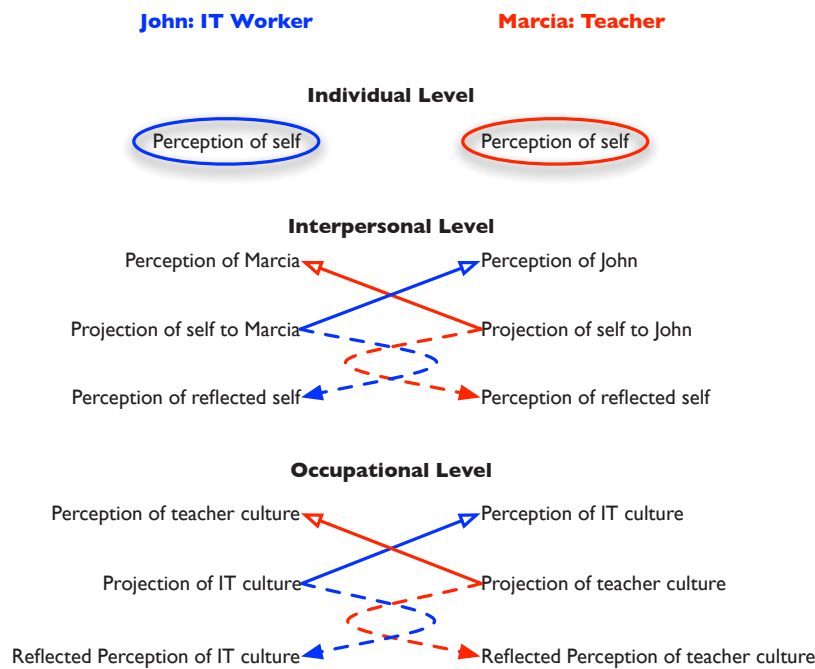 John: IT Worker
Marcia: Teacher
Individual Level
Perception of self
Perception of self
Interpersonal Level
Perception of Marcia
Perception of John
Projection of self to Marcia
Projection of self to John
Perception of reflected self
Perception of reflected self
Occupational Level
Perception of teacher culture
Perception of IT culture
Projection of IT culture
Projection of teacher culture
Reflected Perception of IT culture
Reflected Perception of teacher culture